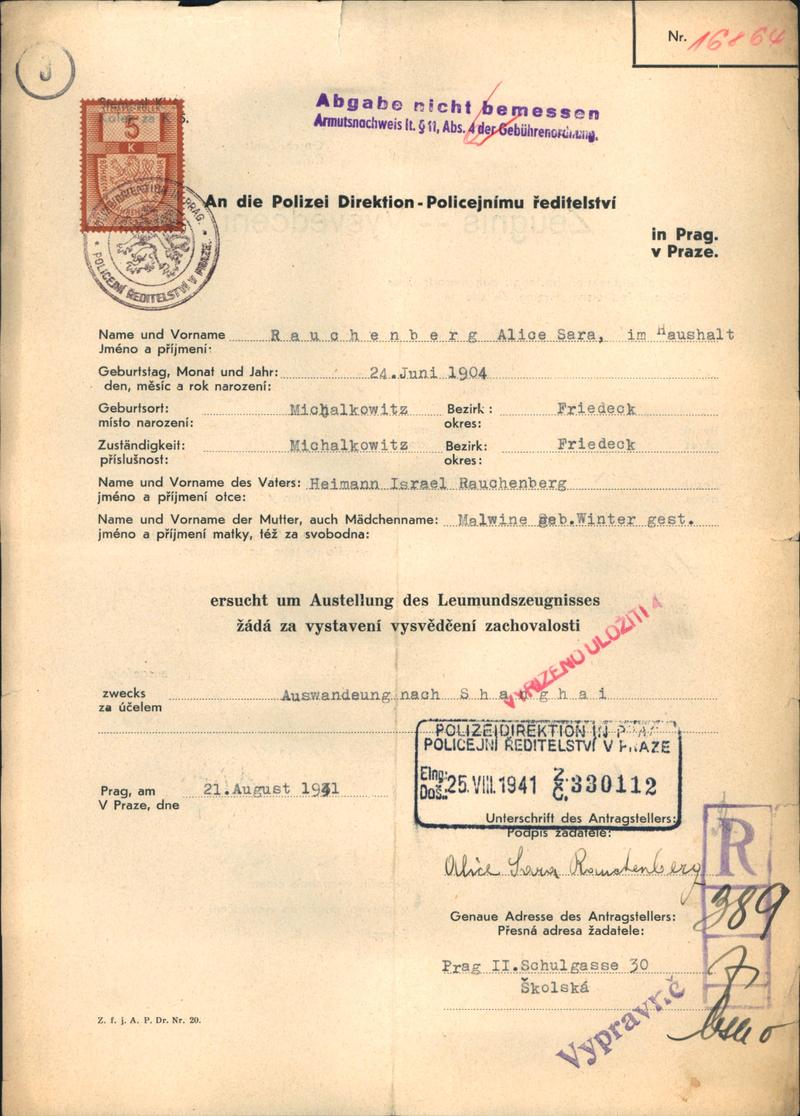 3
Nr. 16864
5
K
Abgabe nicht bemessen
Armutsnachweis lt. § 11, Abs. 4 der Gebührenordnung.
An die Polizei Direktion - Policejnímu ředitelství
in Prag.
v Praze.
POLICEJNÍ ŘEDITELSTVÍ V PRAZE.
Name und Vorname R a u c h e n b e r g Alice Sara, im Haushalt
Jméno a příjmení:
Geburtstag, Monat und Jahr: 24.Juni 1904
den, měsíc a rok narození:
Geburtsort: Michalkowitz Bezirk: Friedeck
místo narození: okres:
Zuständigkeit: Michalkowitz Bezirk: Friedeck
příslušnost: okres:
Name und Vorname des Vaters: Heimann Israel Rauchenberg
jméno a příjmení otce:
Name und Vorname der Mutter, auch Mädchenname: Malwine geb.Winter gest.
jméno a příjmení matky, též za svobodna:
ersucht um Austellung des Leumundszeugnisses
žádá za vystavení vysvědčení zachovalosti
VYŘÍZENO ULOŽITI 4
zwecks Auswandeung nach S h a n g h a i
za účelem
POLIZEIDIREKTION IN PRAG
POLICEJNÍ ŘEDITELSTVÍ V PRAZE
Eing.: Doš.: 25.VIII.1941 Z. Č. 330112
Prag, am 21.August 1941
V Praze, dne
Unterschrift des Antragstellers:
Podpis žadatele:
Alice Sara Rauchenberg
R
389
7
Genaue Adresse des Antragstellers:
Přesná adresa žadatele:
Prag II.Schulgasse 30
Školská
Vypravič
Z. f. j. A. P. Dr. Nr. 20.